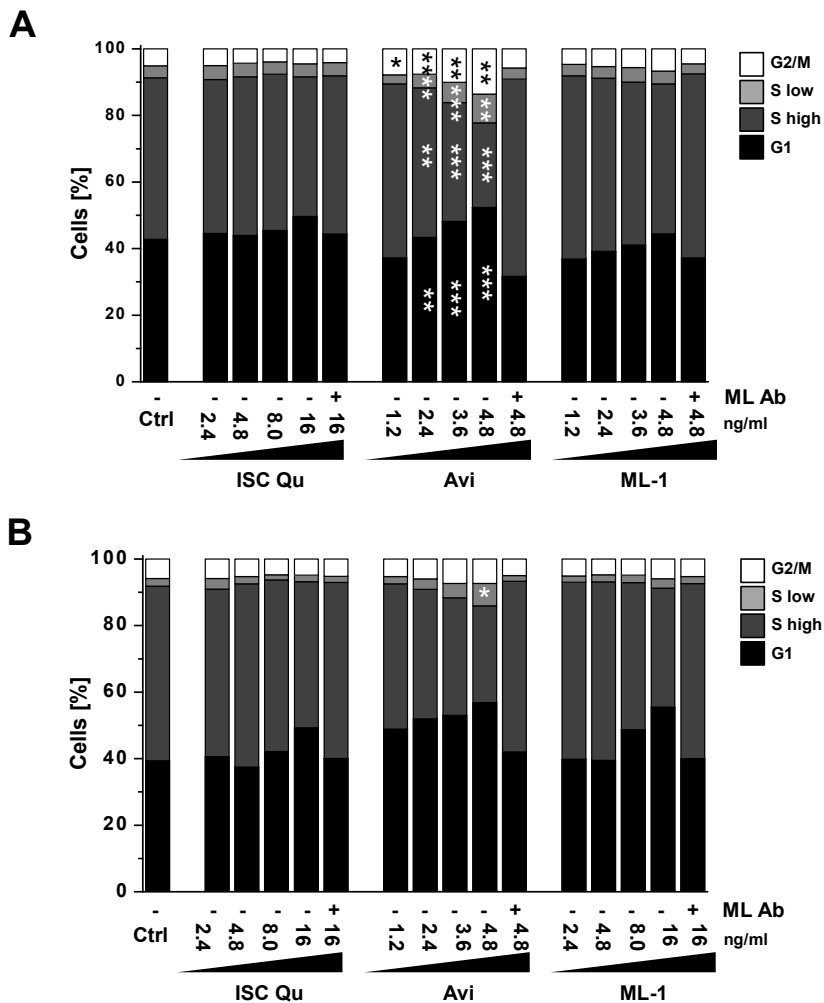 A
100
80
60
40
20
0
Cells [%]
G2/M
S low
S high
G1
* ** ** **
** *** **
** *** ***
** *** ***
- - - - - + - - - - + - - - - + ML Ab
Ctrl 2.4 4.8 8.0 16 16 1.2 2.4 3.6 4.8 4.8 1.2 2.4 3.6 4.8 4.8 ng/ml
ISC Qu Avi ML-1
B
100
80
60
40
20
0
Cells [%]
G2/M
S low
S high
G1
*
- - - - - + - - - - + - - - - + ML Ab
Ctrl 2.4 4.8 8.0 16 16 1.2 2.4 3.6 4.8 4.8 2.4 4.8 8.0 16 16 ng/ml
ISC Qu Avi ML-1